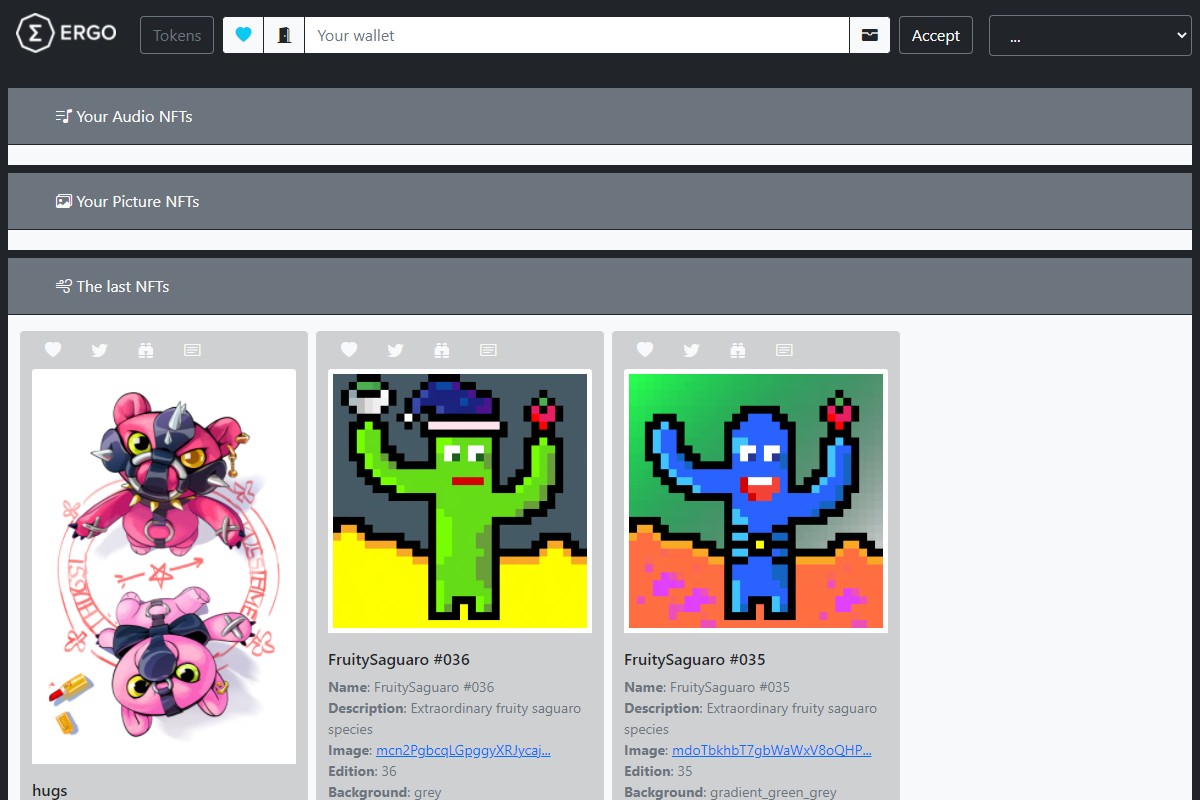 Σ ERGO Tokens Your wallet Accept ...
Your Audio NFTs
Your Picture NFTs
The last NFTs
hugs
FruitySaguaro #036
Name: FruitySaguaro #036
Description: Extraordinary fruity saguaro
species
Image: mcn2PgbcqLGpggyXRJycaj...
Edition: 36
Background: grey
FruitySaguaro #035
Name: FruitySaguaro #035
Description: Extraordinary fruity saguaro
species
Image: mdoTbkhbT7gbWaWxV8oQHP...
Edition: 35
Background: gradient_green_grey